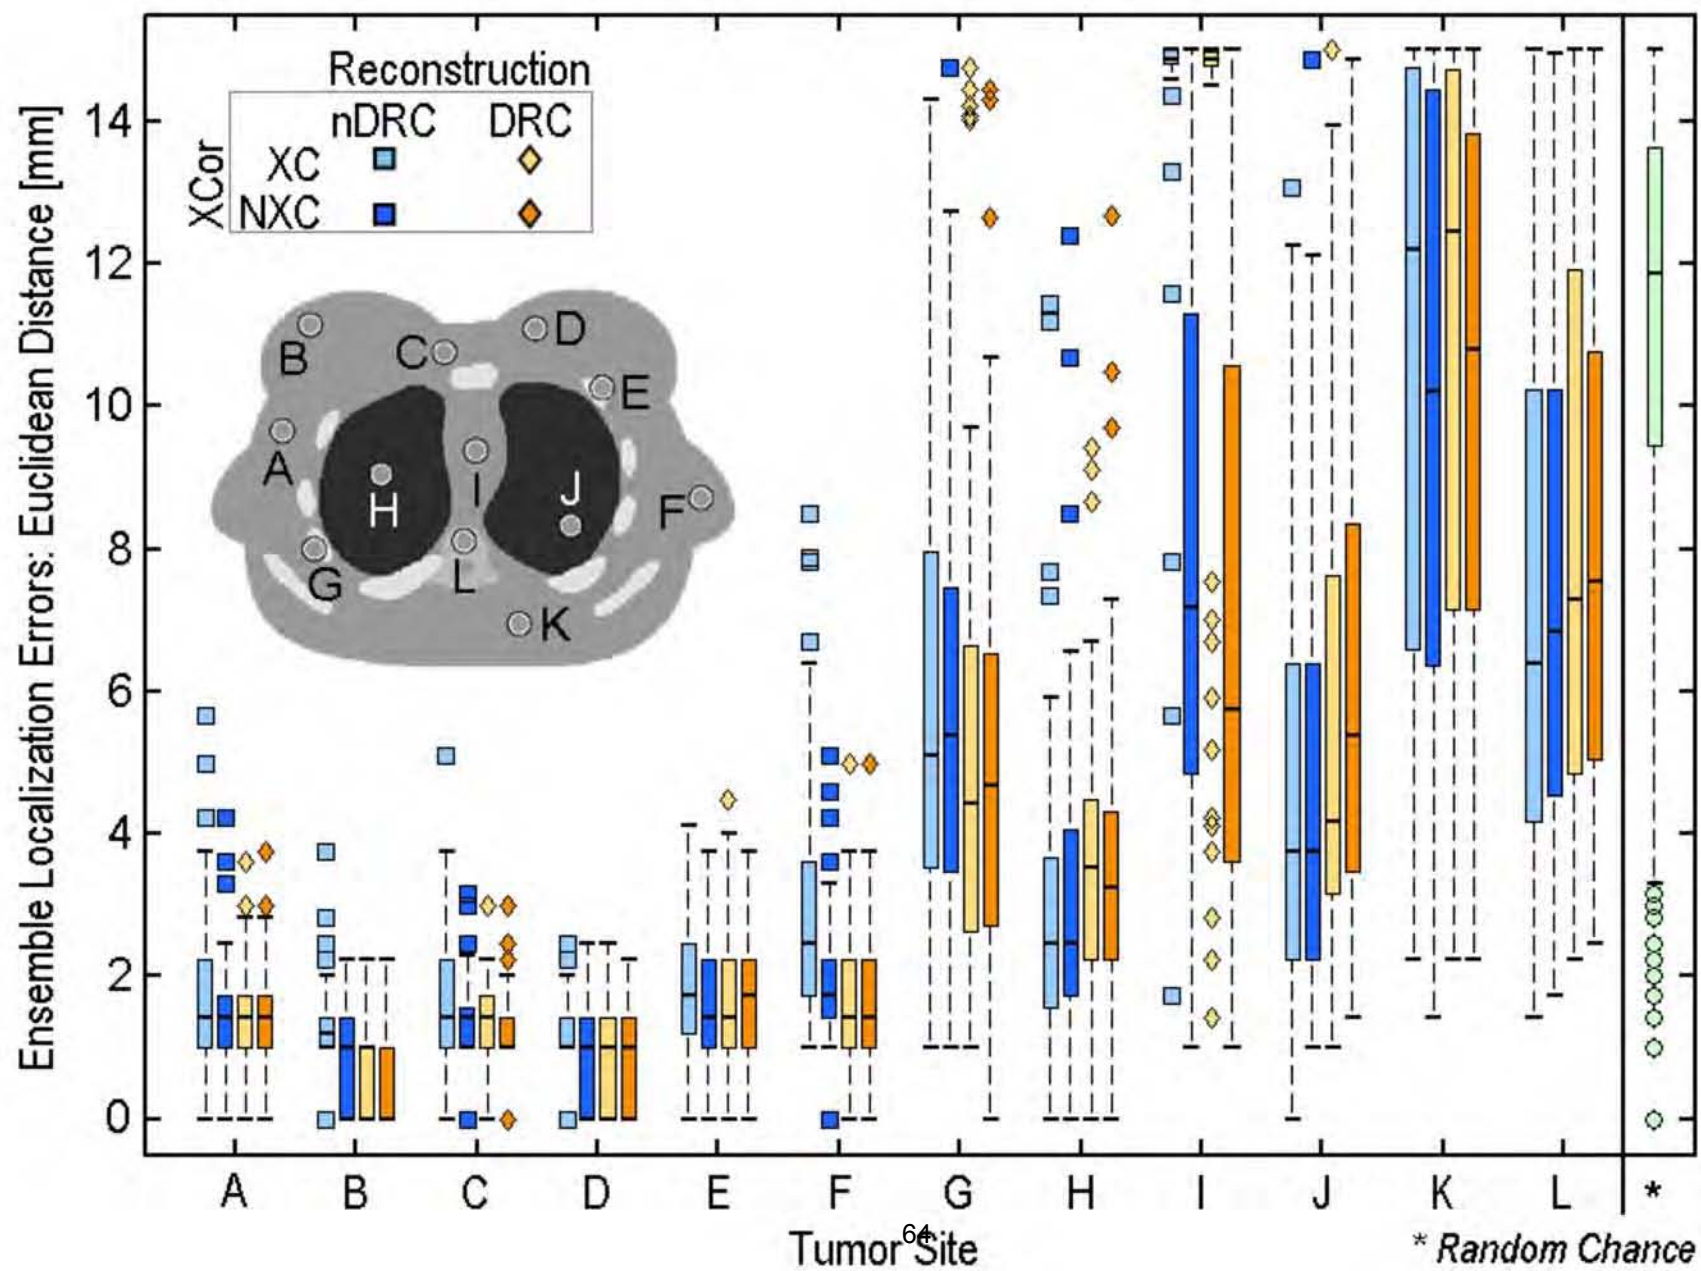 Ensemble Localization Errors: Euclidean Distance [mm]
14
12
10
8
6
4
2
0
Reconstruction
nDRC DRC
XCor
XC
NXC
B
C
D
E
A
H
I
J
F
G
L
K
A B C D E F G H I J K L *
64
Tumor Site
* Random Chance